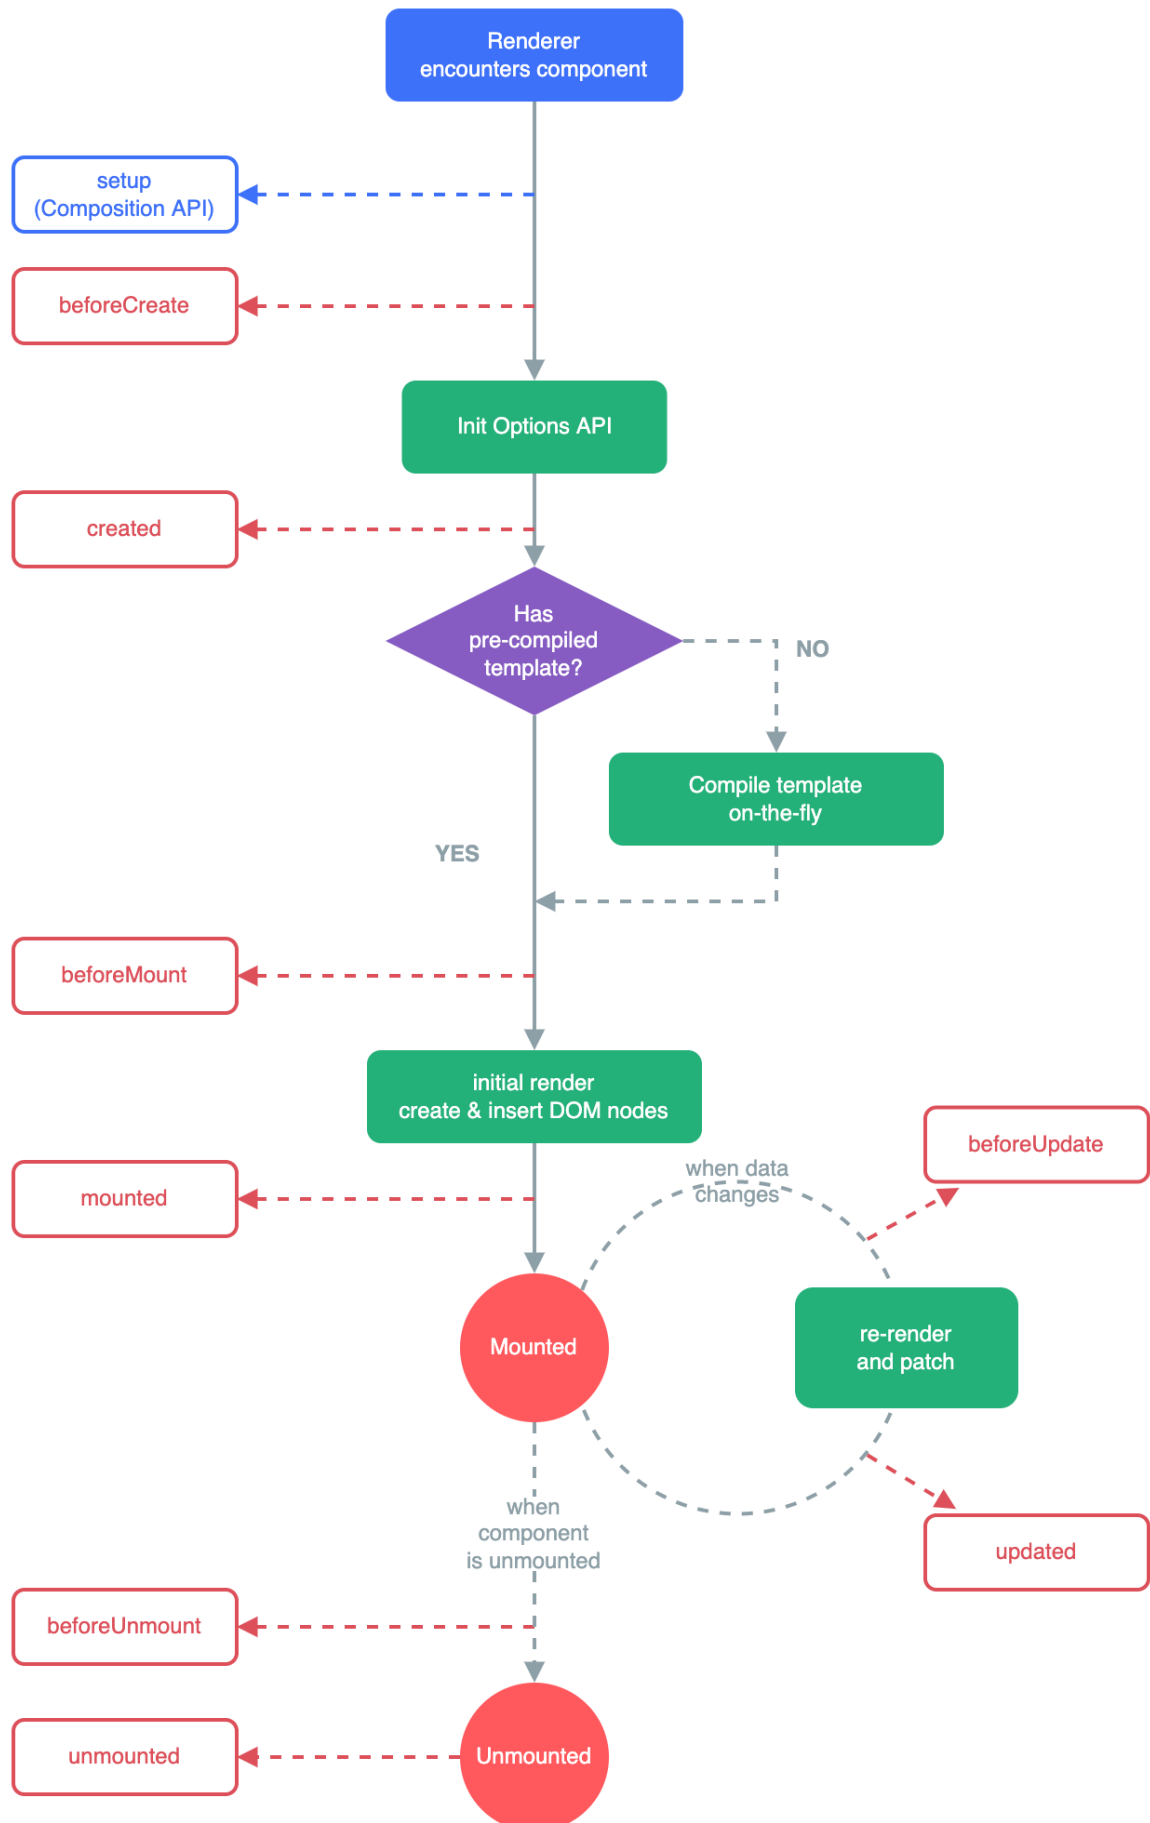 Renderer
encounters component
setup
(Composition API)
beforeCreate
Init Options API
created
Has
pre-compiled
template?
NO
Compile template
on-the-fly
YES
beforeMount
initial render
create & insert DOM nodes
beforeUpdate
when data
changes
mounted
re-render
and patch
Mounted
when
component
is unmounted
updated
beforeUnmount
unmounted
Unmounted